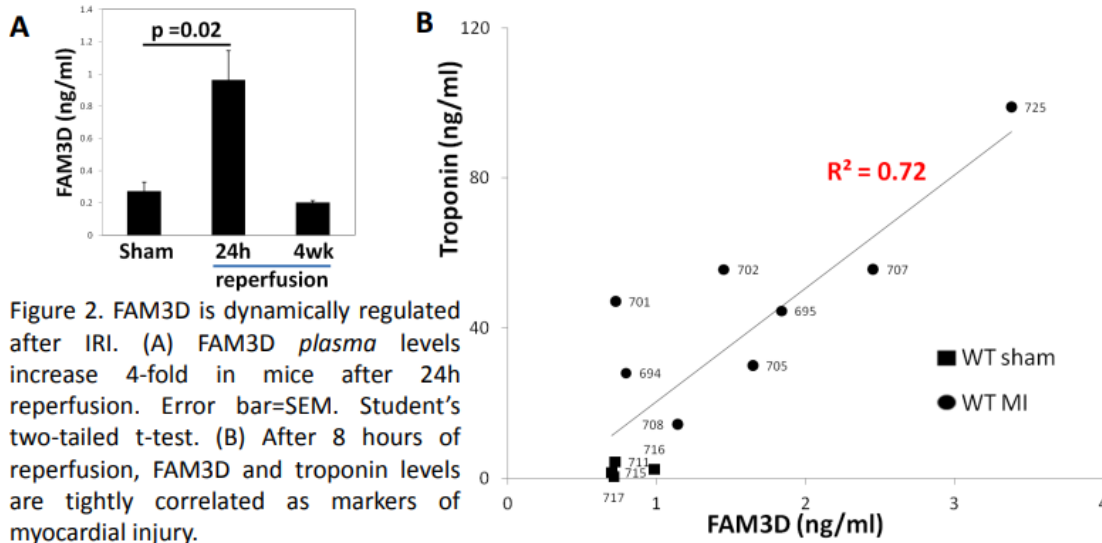 A
FAM3D (ng/ml)
1.4
1.2
1
0.8
0.6
0.4
0.2
0
p =0.02
Sham 24h 4wk
reperfusion
Figure 2. FAM3D is dynamically regulated
after IRI. (A) FAM3D plasma levels
increase 4-fold in mice after 24h
reperfusion. Error bar=SEM. Student’s
two-tailed t-test. (B) After 8 hours of
reperfusion, FAM3D and troponin levels
are tightly correlated as markers of
myocardial injury.
B
Troponin (ng/ml)
120
80
40
0
725
R² = 0.72
702
707
701
695
694
705
708
716
711
715
717
WT sham
WT MI
0 1 2 3 4
FAM3D (ng/ml)